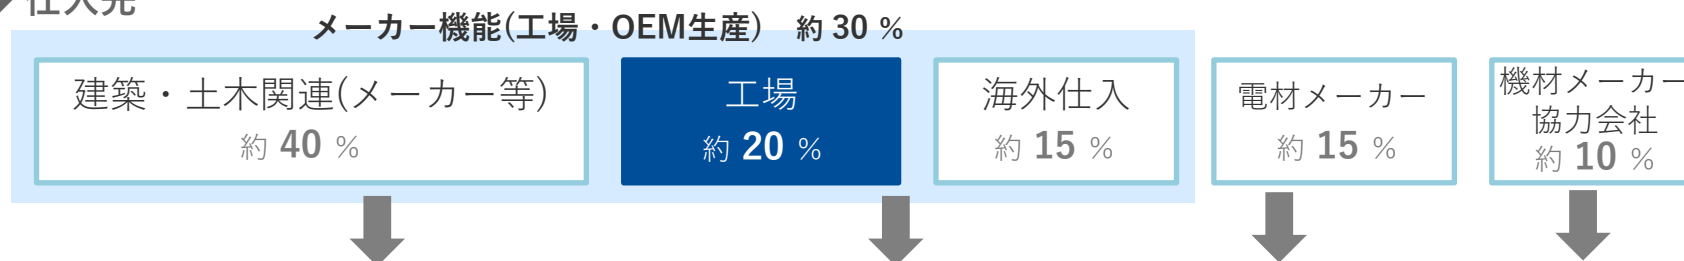 仕入先
メーカー機能(工場・OEM生産)　約 30 %
建築・土木関連(メーカー等)
約 40 %
工場
約 20 %
海外仕入
約 15 %
電材メーカー
約 15 %
機材メーカー
協力会社
約 10 %